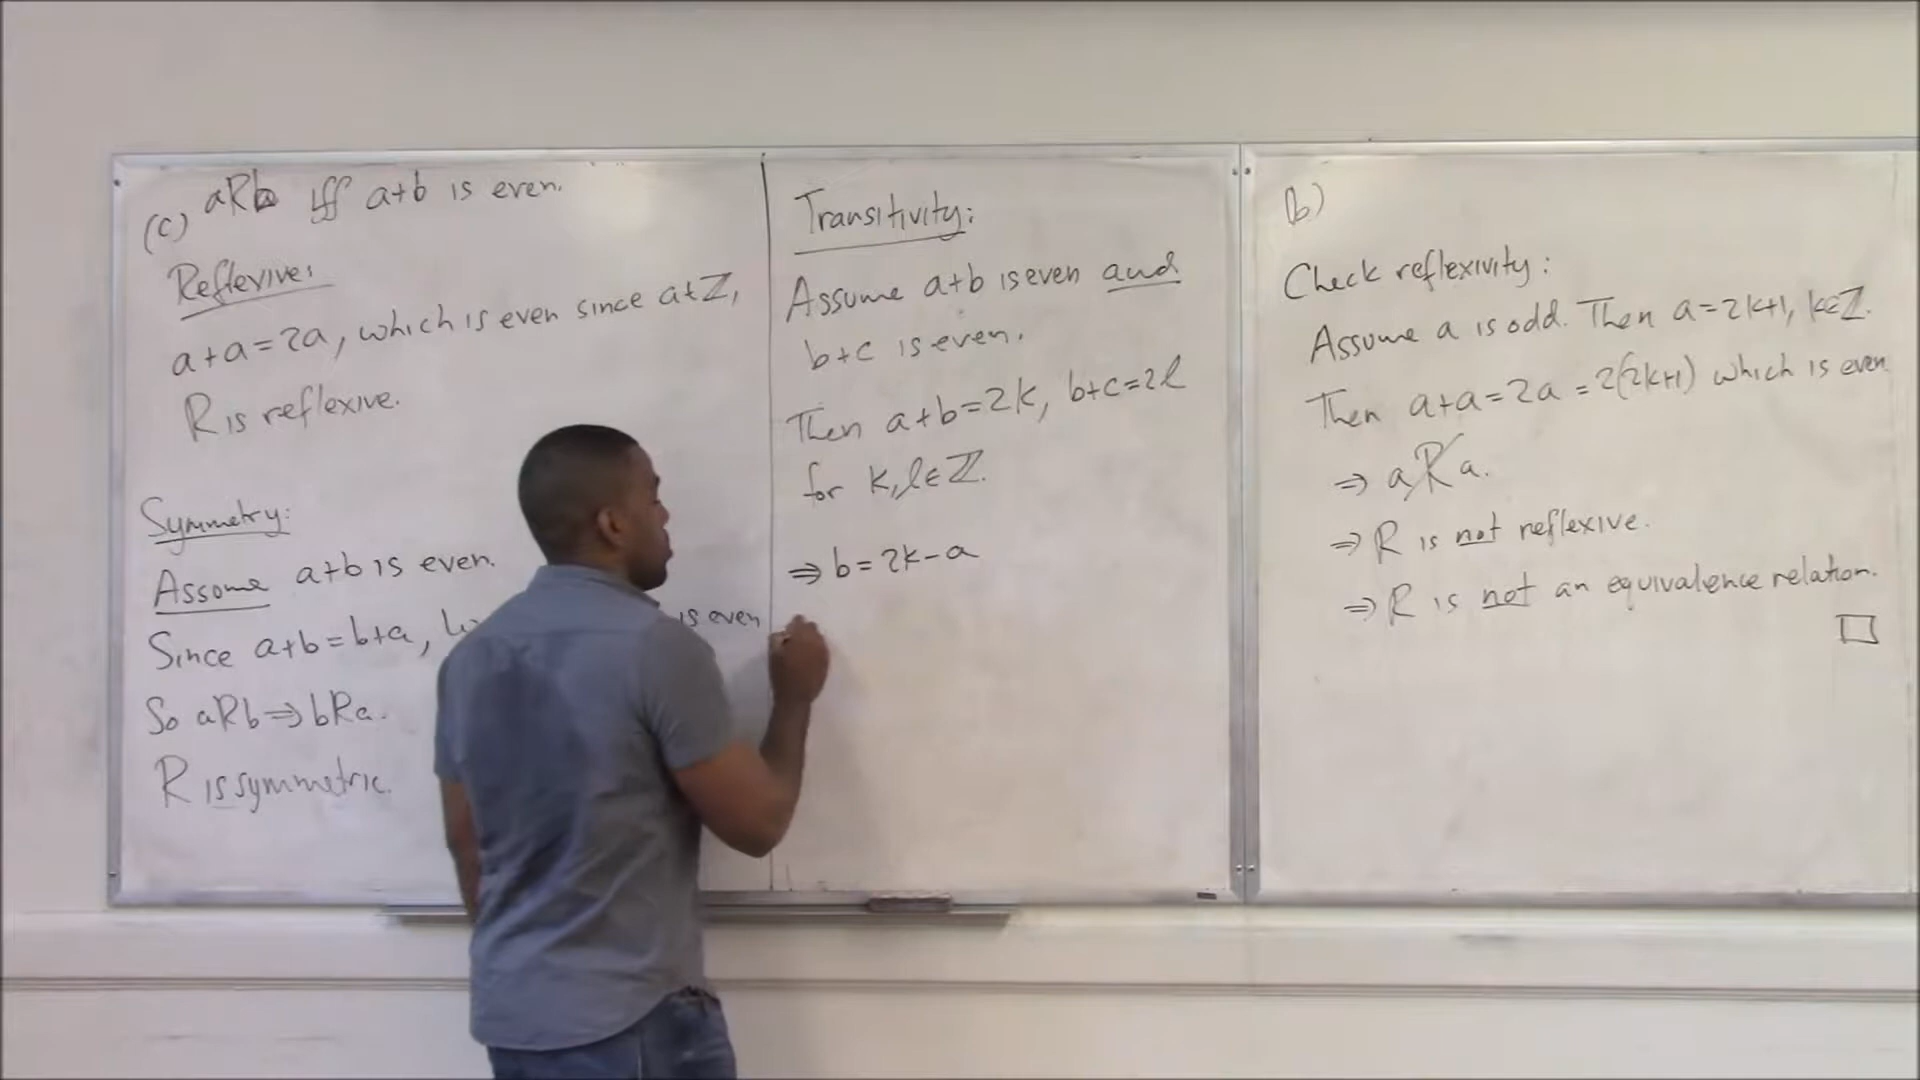 (c) aRb iff a+b is even.
Reflexive:
a+a=2a, which is even since a∈ℤ,
R is reflexive.
Symmetry:
Assume a+b is even.
Since a+b=b+a, is even
So aRb⇒bRa.
R is symmetric.
Transitivity:
Assume a+b is even and
b+c is even.
Then a+b=2k, b+c=2l
for k,l∈ℤ.
⇒ b=2k-a
(b)
Check reflexivity:
Assume a is odd. Then a=2k+1, k∈ℤ.
Then a+a=2a=2(2k+1) which is even
⇒ a R̸ a.
⇒ R is not reflexive.
⇒ R is not an equivalence relation.
□